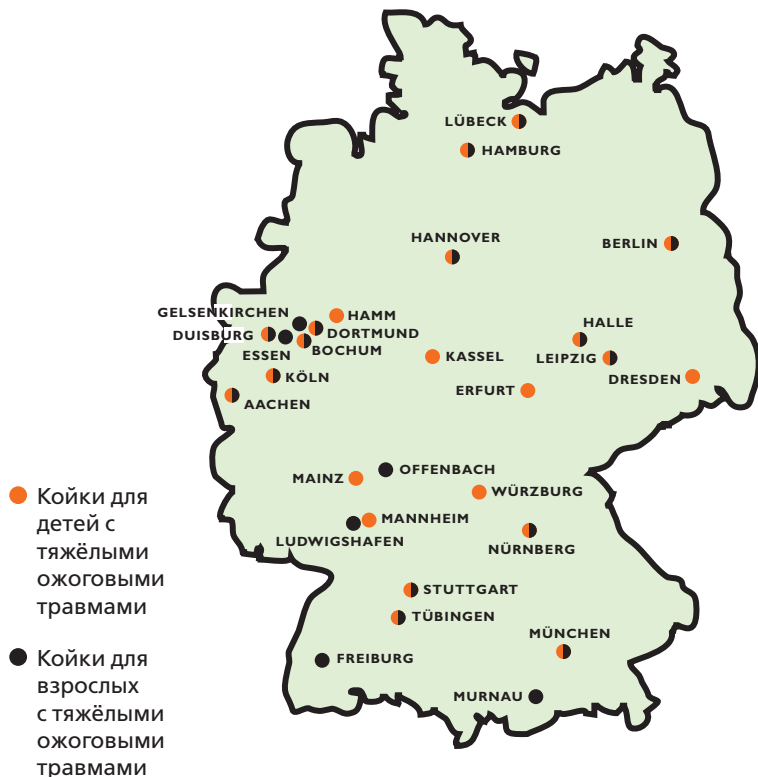 LÜBECK
HAMBURG
HANNOVER
BERLIN
GELSENKIRCHEN
HAMM
DUISBURG
DORTMUND
ESSEN
BOCHUM
HALLE
KASSEL
LEIPZIG
KÖLN
DRESDEN
ERFURT
AACHEN
OFFENBACH
MAINZ
WÜRZBURG
MANNHEIM
LUDWIGSHAFEN
NÜRNBERG
STUTTGART
TÜBINGEN
MÜNCHEN
FREIBURG
MURNAU
Койки для
детей с
тяжёлыми
ожоговыми
травмами
Койки для
взрослых
с тяжёлыми
ожоговыми
травмами